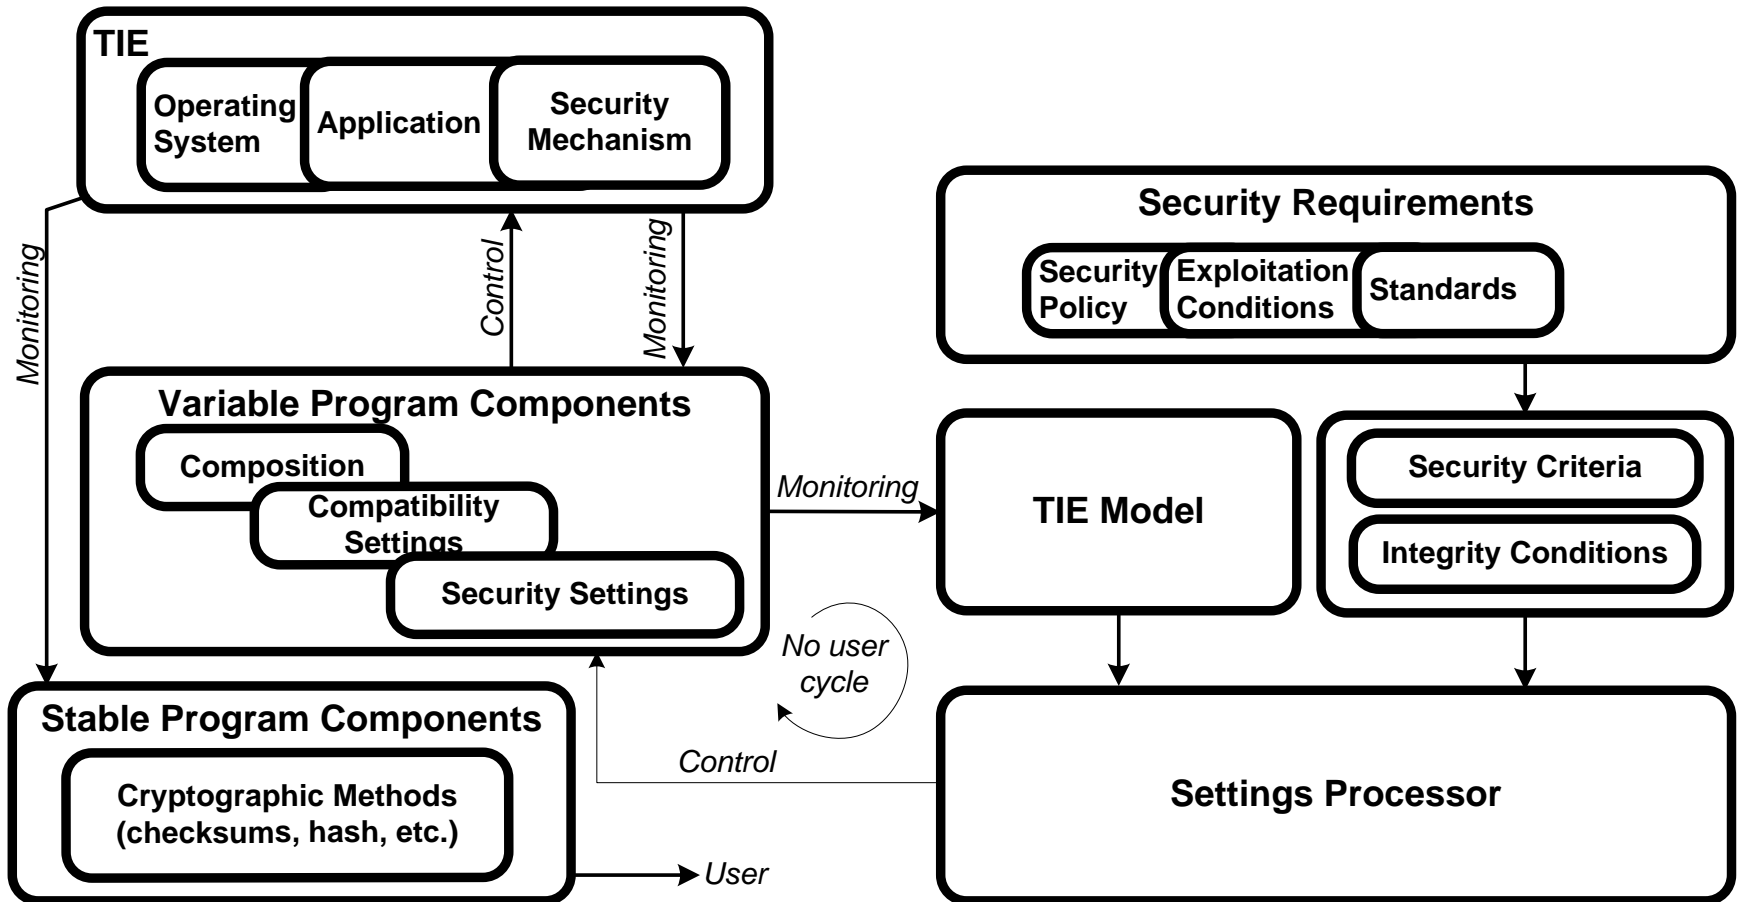 TIE
Operating
System
Application
Security
Mechanism
Monitoring
Control
Monitoring
Security Requirements
Security
Policy
Exploitation
Conditions
Standards
Variable Program Components
Composition
Compatibility
Settings
Security Settings
Monitoring
TIE Model
Security Criteria
Integrity Conditions
No user
cycle
Stable Program Components
Cryptographic Methods
(checksums, hash, etc.)
User
Control
Settings Processor